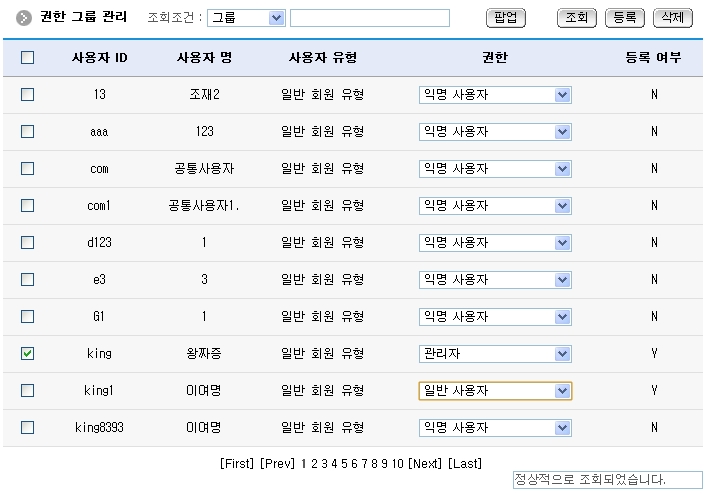 권한 그룹 관리 조회조건 : 그룹 팝업 조회 등록 삭제
사용자 ID 사용자 명 사용자 유형 권한 등록 여부
13 조재2 일반 회원 유형 익명 사용자 N
aaa 123 일반 회원 유형 익명 사용자 N
com 공통사용자 일반 회원 유형 익명 사용자 N
com1 공통사용자1. 일반 회원 유형 익명 사용자 N
d123 1 일반 회원 유형 익명 사용자 N
e3 3 일반 회원 유형 익명 사용자 N
G1 1 일반 회원 유형 익명 사용자 N
king 왕짜증 일반 회원 유형 관리자 Y
king1 이여명 일반 회원 유형 일반 사용자 Y
king8393 이여명 일반 회원 유형 익명 사용자 N
[First] [Prev] 1 2 3 4 5 6 7 8 9 10 [Next] [Last]
정상적으로 조회되었습니다.